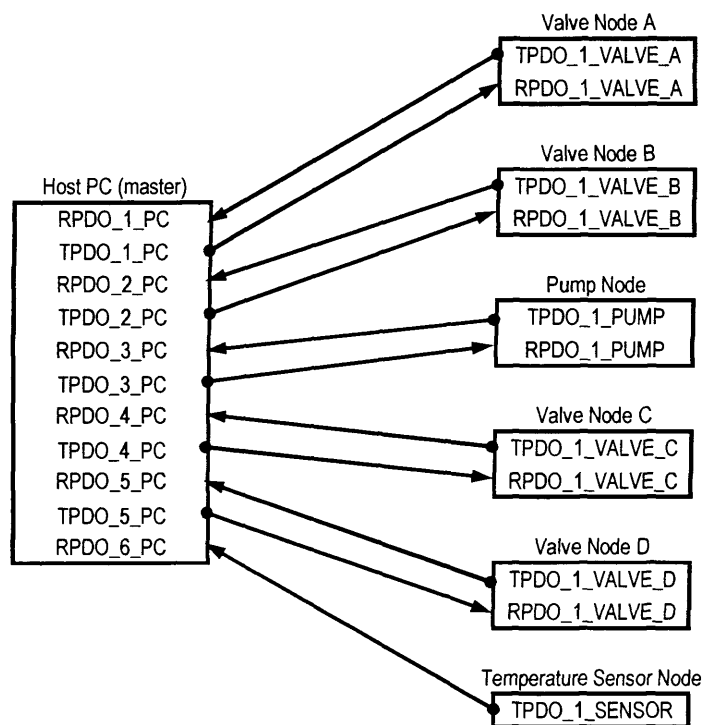 Valve Node A
TPDO_1_VALVE_A
RPDO_1_VALVE_A
Valve Node B
TPDO_1_VALVE_B
RPDO_1_VALVE_B
Host PC (master)
RPDO_1_PC
TPDO_1_PC
RPDO_2_PC
TPDO_2_PC
RPDO_3_PC
TPDO_3_PC
RPDO_4_PC
TPDO_4_PC
RPDO_5_PC
TPDO_5_PC
RPDO_6_PC
Pump Node
TPDO_1_PUMP
RPDO_1_PUMP
Valve Node C
TPDO_1_VALVE_C
RPDO_1_VALVE_C
Valve Node D
TPDO_1_VALVE_D
RPDO_1_VALVE_D
Temperature Sensor Node
TPDO_1_SENSOR